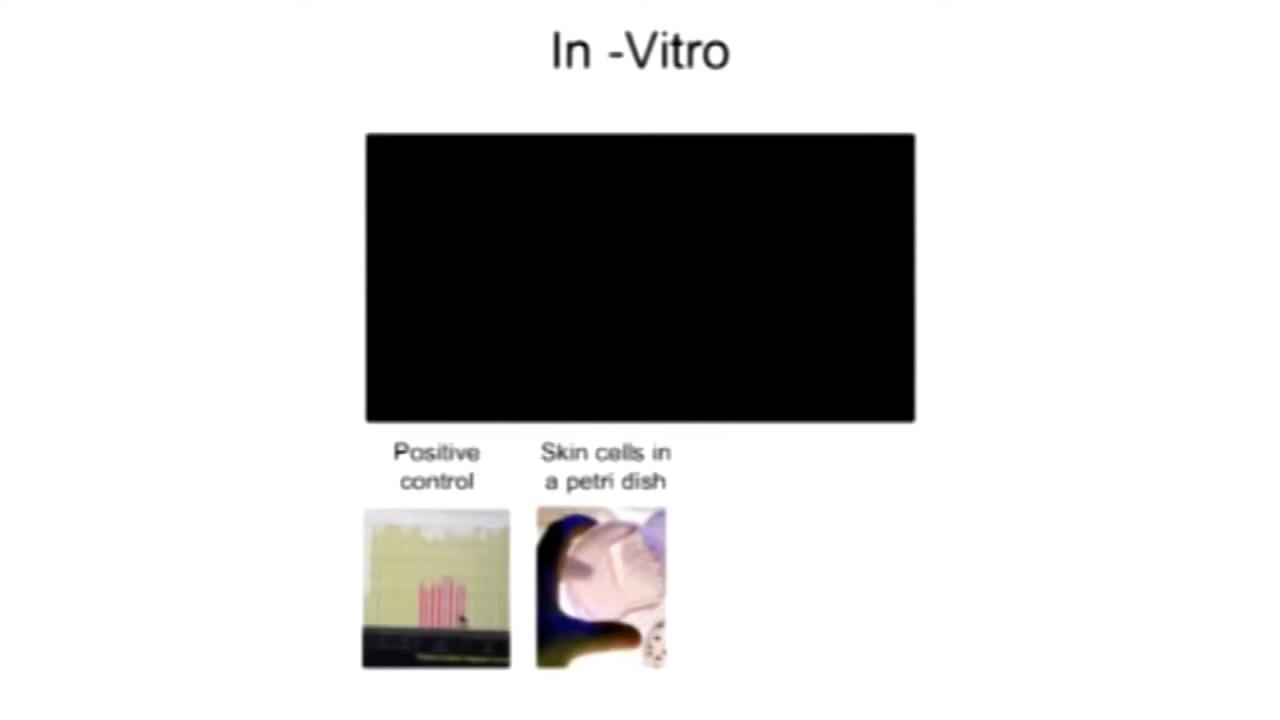 In -Vitro
Positive
control
Skin cells in
a petri dish